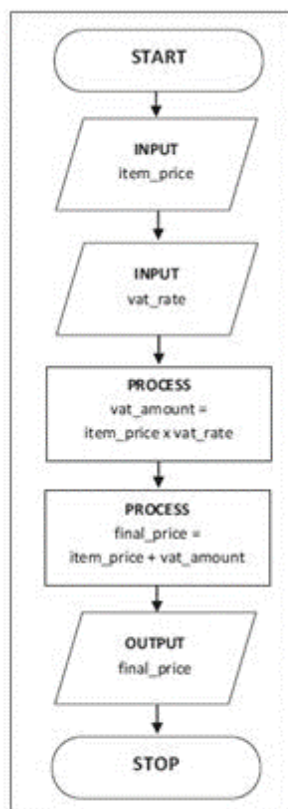 START
INPUT
item_price
INPUT
vat_rate
PROCESS
vat_amount =
item_price x vat_rate
PROCESS
final_price =
item_price + vat_amount
OUTPUT
final_price
STOP